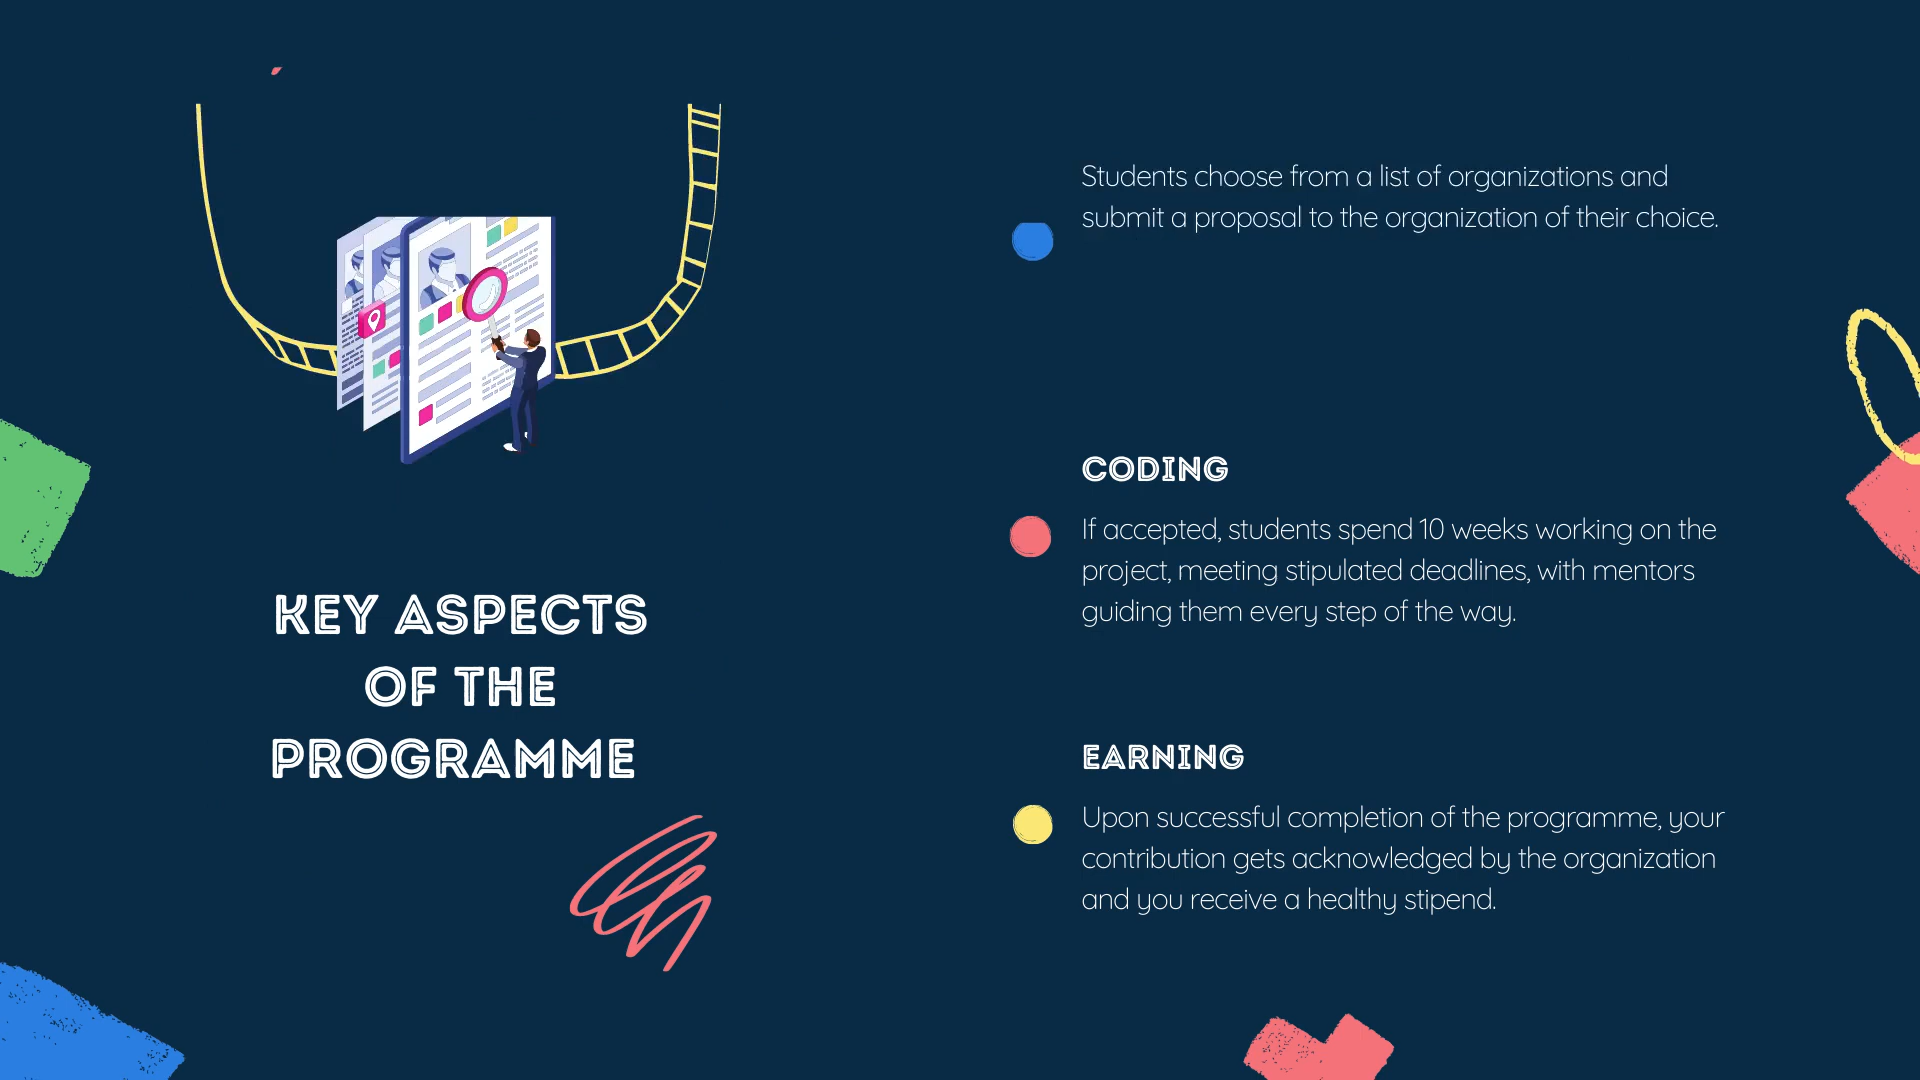 KEY ASPECTS
OF THE
PROGRAMME
Students choose from a list of organizations and
submit a proposal to the organization of their choice.
CODING
If accepted, students spend 10 weeks working on the
project, meeting stipulated deadlines, with mentors
guiding them every step of the way.
EARNING
Upon successful completion of the programme, your
contribution gets acknowledged by the organization
and you receive a healthy stipend.